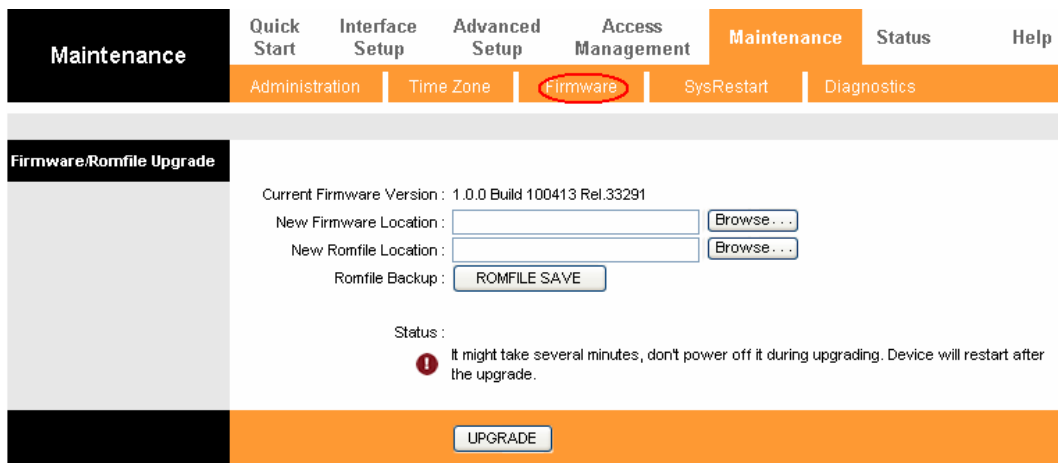 Maintenance
Quick Start
Interface Setup
Advanced Setup
Access Management
Maintenance
Status
Help
Administration
Time Zone
Firmware
SysRestart
Diagnostics
Firmware/Romfile Upgrade
Current Firmware Version : 1.0.0 Build 100413 Rel.33291
New Firmware Location :
Browse...
New Romfile Location :
Browse...
Romfile Backup :
ROMFILE SAVE
Status :
It might take several minutes, don't power off it during upgrading. Device will restart after
the upgrade.
UPGRADE